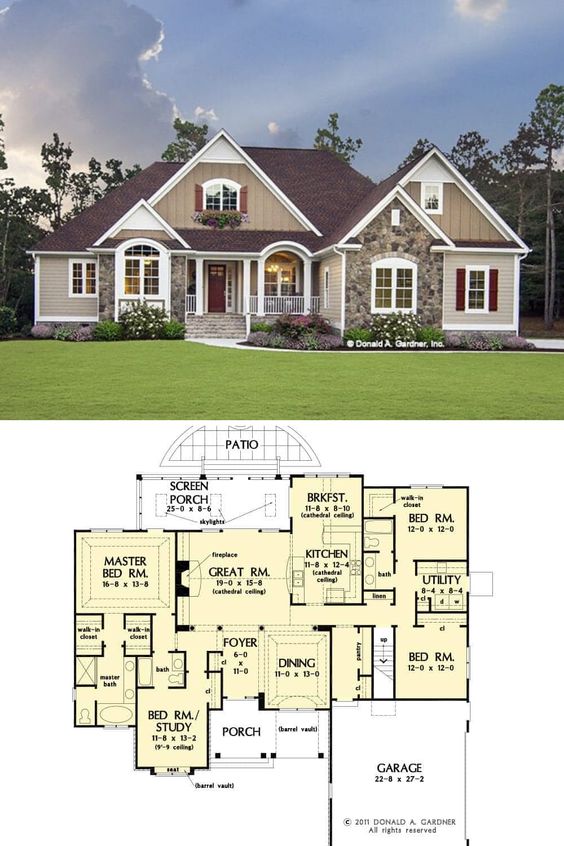 © Donald A. Gardner, Inc.
PATIO
SCREEN
PORCH
25-0 x 8-6
skylights
BRKFST.
11-8 x 8-10
(cathedral ceiling)
walk-in
closet
BED RM.
12-0 x 12-0
MASTER
BED RM.
16-8 x 13-8
fireplace
GREAT RM.
19-0 x 15-8
(cathedral ceiling)
KITCHEN
11-8 x 12-4
(cathedral
ceiling)
bath
UTILITY
8-4 x 8-4
d
w
linen
cl
walk-in
closet
walk-in
closet
FOYER
6-0
x
11-0
DINING
11-0 x 13-0
pantry
up
BED RM.
12-0 x 12-0
master
bath
bath
cl
cl
cl
cl
BED RM./
STUDY
11-8 x 13-2
(9'-9 ceiling)
PORCH
(barrel vault)
seat
(barrel vault)
GARAGE
22-8 x 27-2
© 2011 DONALD A. GARDNER
All rights reserved